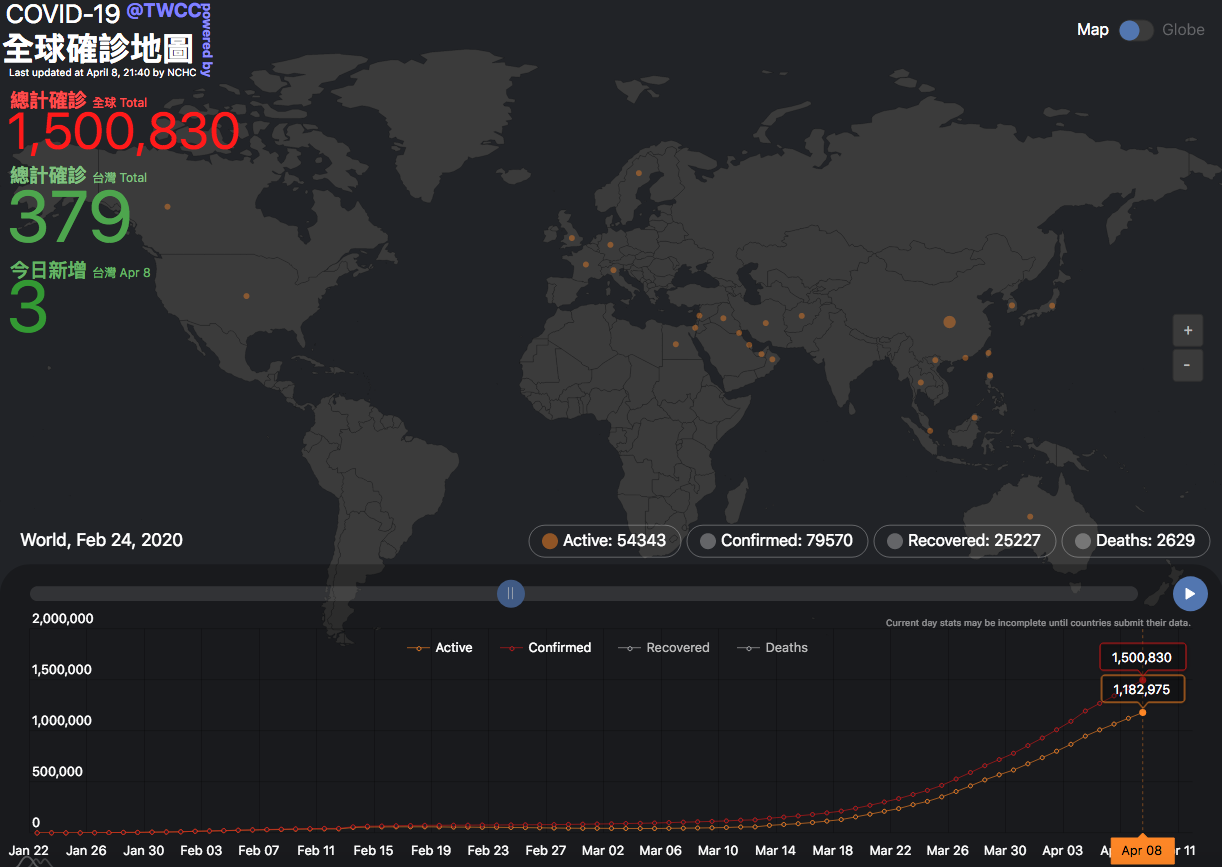 COVID-19 @TWCC
powered by
全球確診地圖
Last updated at April 8, 21:40 by NCHC
Map Globe
總計確診 全球 Total
1,500,830
總計確診 台灣 Total
379
今日新增 台灣 Apr 8
3
+
-
World, Feb 24, 2020
Active: 54343 Confirmed: 79570 Recovered: 25227 Deaths: 2629
Current day stats may be incomplete until countries submit their data.
Active Confirmed Recovered Deaths
2,000,000
1,500,000
1,000,000
500,000
0
1,500,830
1,182,975
Jan 22 Jan 26 Jan 30 Feb 03 Feb 07 Feb 11 Feb 15 Feb 19 Feb 23 Feb 27 Mar 02 Mar 06 Mar 10 Mar 14 Mar 18 Mar 22 Mar 26 Mar 30 Apr 03 Apr 08 r 11